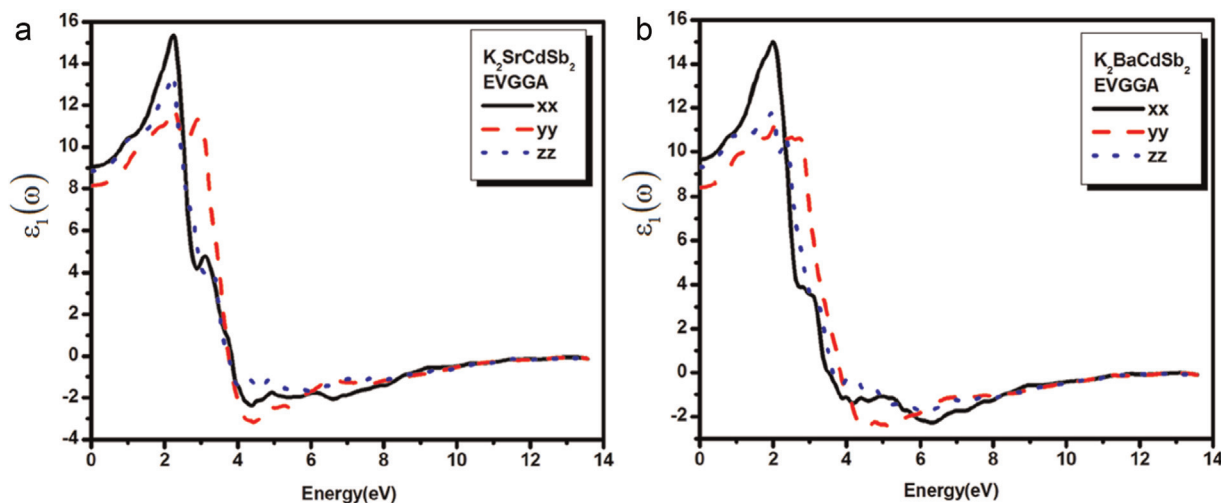 a
K₂SrCdSb₂
EVGGA
xx
yy
zz
ε₁(ω)
16
14
12
10
8
6
4
2
0
-2
-4
0 2 4 6 8 10 12 14
Energy(eV)
b
K₂BaCdSb₂
EVGGA
xx
yy
zz
ε₁(ω)
16
14
12
10
8
6
4
2
0
-2
0 2 4 6 8 10 12 14
Energy(eV)